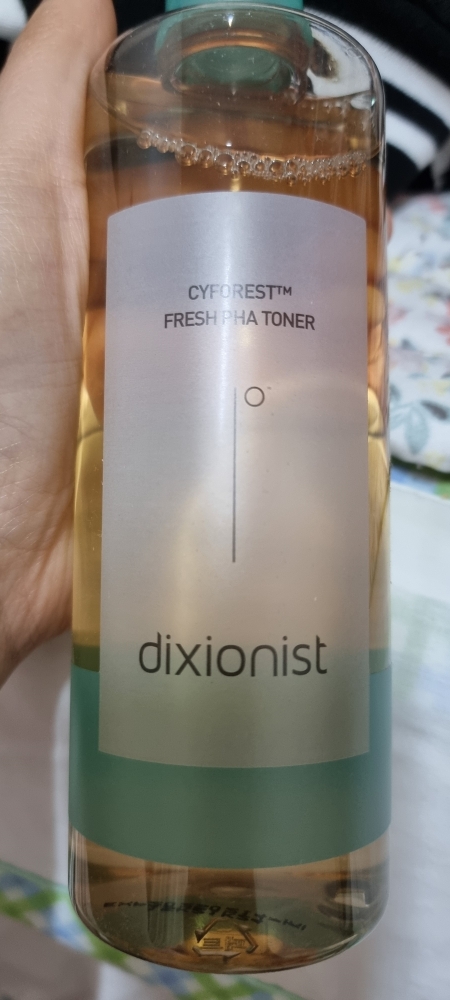 CYFOREST™
FRESH PHA TONER
dixionist